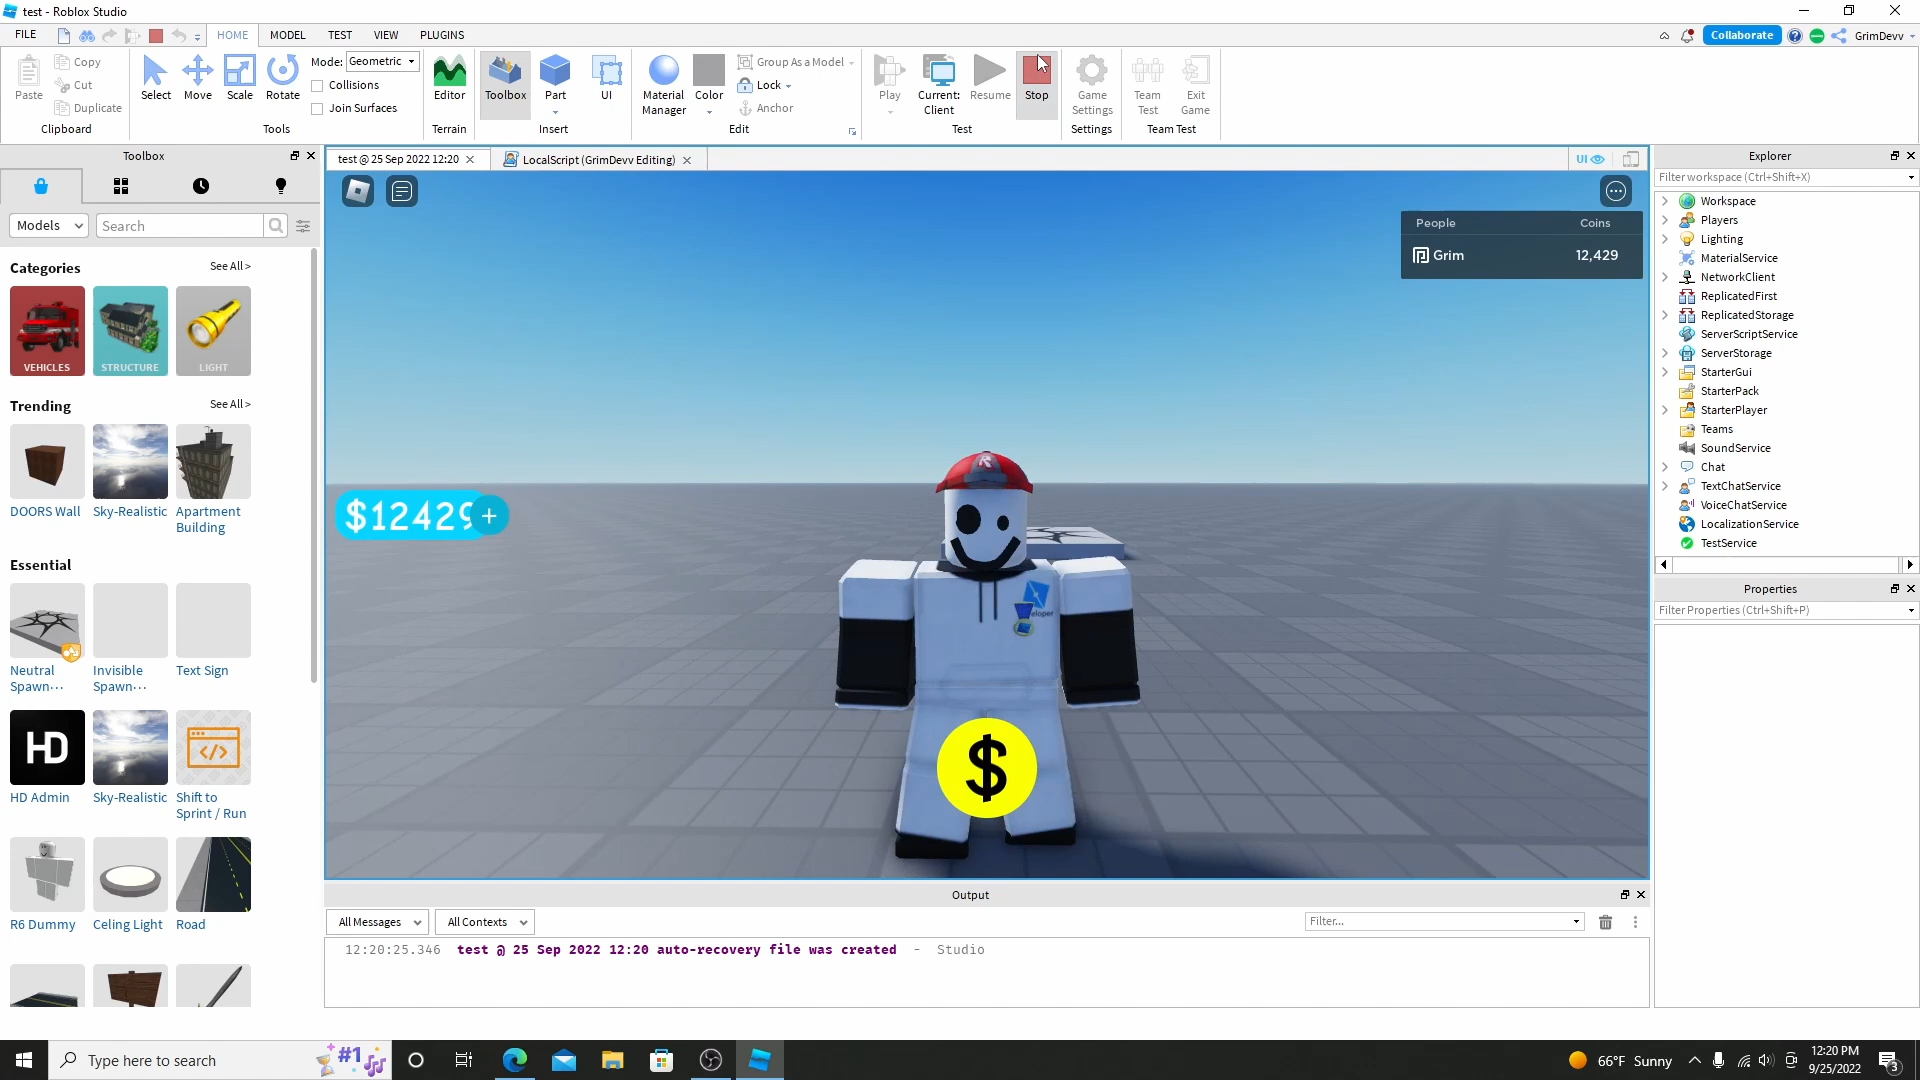 test - Roblox Studio
FILE
HOME
MODEL
TEST
VIEW
PLUGINS
Collaborate
GrimDevv
Paste
Copy
Cut
Duplicate
Clipboard
Select
Move
Scale
Rotate
Mode: Geometric
Collisions
Join Surfaces
Tools
Editor
Terrain
Toolbox
Part
UI
Insert
Material Manager
Color
Group As a Model
Lock
Anchor
Edit
Play
Current: Client
Resume
Stop
Test
Game Settings
Settings
Team Test
Exit Game
Team Test
Toolbox
Models
Search
Categories
See All >
VEHICLES
STRUCTURE
LIGHT
Trending
See All >
DOORS Wall
Sky-Realistic
Apartment Building
Essential
Neutral Spawn···
Invisible Spawn···
Text Sign
HD
HD Admin
Sky-Realistic
Shift to Sprint / Run
R6 Dummy
Celing Light
Road
test @ 25 Sep 2022 12:20
LocalScript (GrimDevv Editing)
UI
People
Coins
Grim
12,429
$12429
+
$
Output
All Messages
All Contexts
Filter...
12:20:25.346 test @ 25 Sep 2022 12:20 auto-recovery file was created - Studio
Explorer
Filter workspace (Ctrl+Shift+X)
Workspace
Players
Lighting
MaterialService
NetworkClient
ReplicatedFirst
ReplicatedStorage
ServerScriptService
ServerStorage
StarterGui
StarterPack
StarterPlayer
Teams
SoundService
Chat
TextChatService
VoiceChatService
LocalizationService
TestService
Properties
Filter Properties (Ctrl+Shift+P)
Type here to search
#1
66°F Sunny
12:20 PM
9/25/2022
3